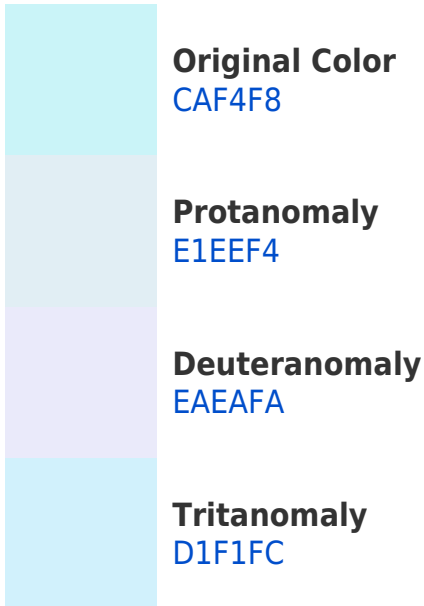 Original Color
CAF4F8
Protanomaly
E1EEF4
Deuteranomaly
EAEAFA
Tritanomaly
D1F1FC